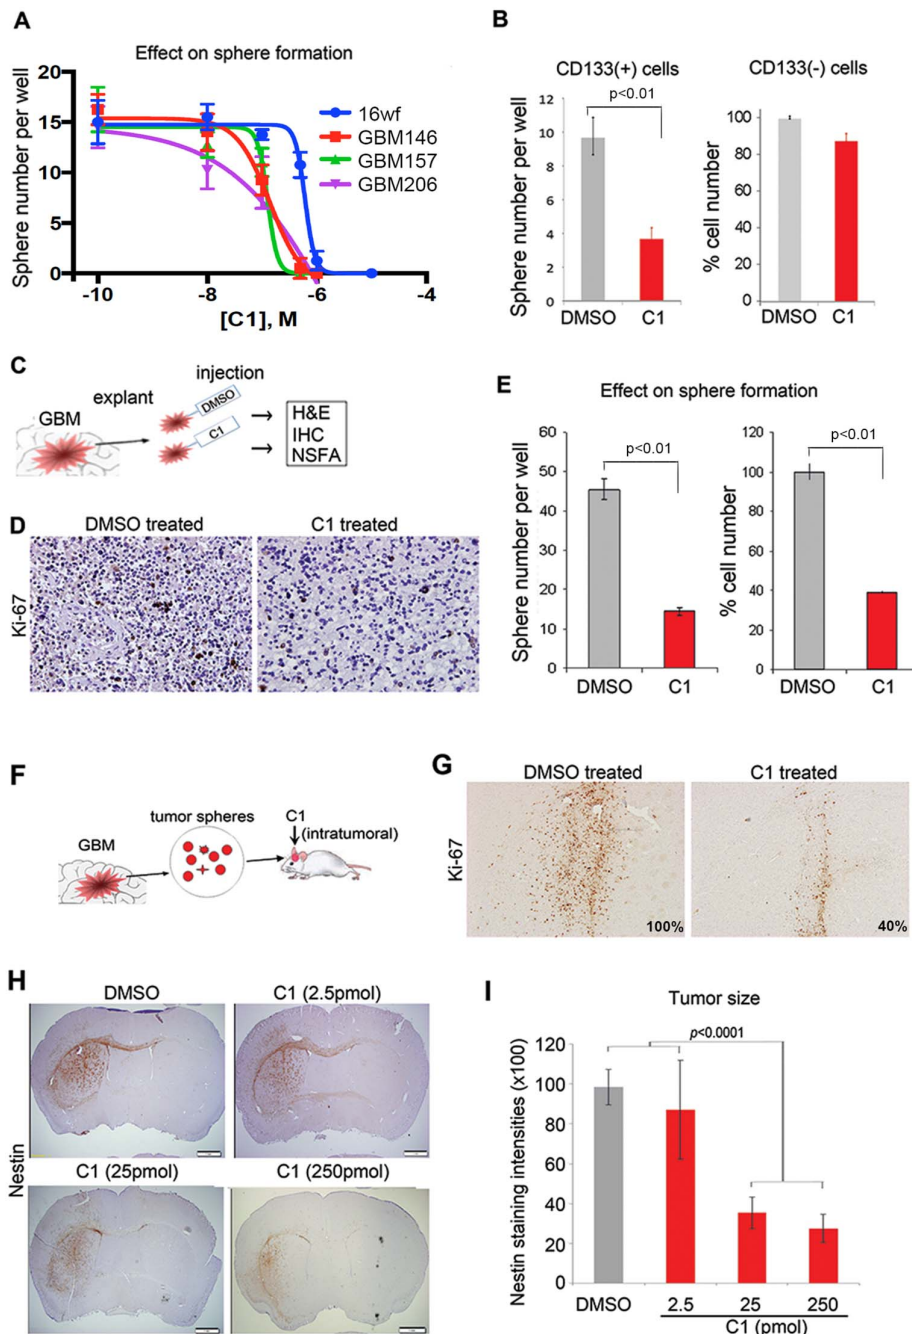 A
Effect on sphere formation
Sphere number per well
20
15
10
5
0
-10
-8
-6
-4
[C1], M
16wf
GBM146
GBM157
GBM206
B
CD133(+) cells
p<0.01
Sphere number per well
12
10
8
6
4
2
0
DMSO
C1
CD133(-) cells
% cell number
120
100
80
60
40
20
0
DMSO
C1
C
GBM
explant
injection
DMSO
C1
H&E
IHC
NSFA
D
DMSO treated
C1 treated
Ki-67
E
Effect on sphere formation
Sphere number per well
60
50
40
30
20
10
0
p<0.01
DMSO
C1
% cell number
120
100
80
60
40
20
0
p<0.01
DMSO
C1
F
GBM
tumor spheres
C1
(intratumoral)
G
DMSO treated
C1 treated
Ki-67
100%
40%
H
DMSO
C1 (2.5pmol)
C1 (25pmol)
C1 (250pmol)
Nestin
I
Tumor size
p<0.0001
Nestin staining intensities (x100)
120
100
80
60
40
20
0
DMSO
2.5
25
250
C1 (pmol)